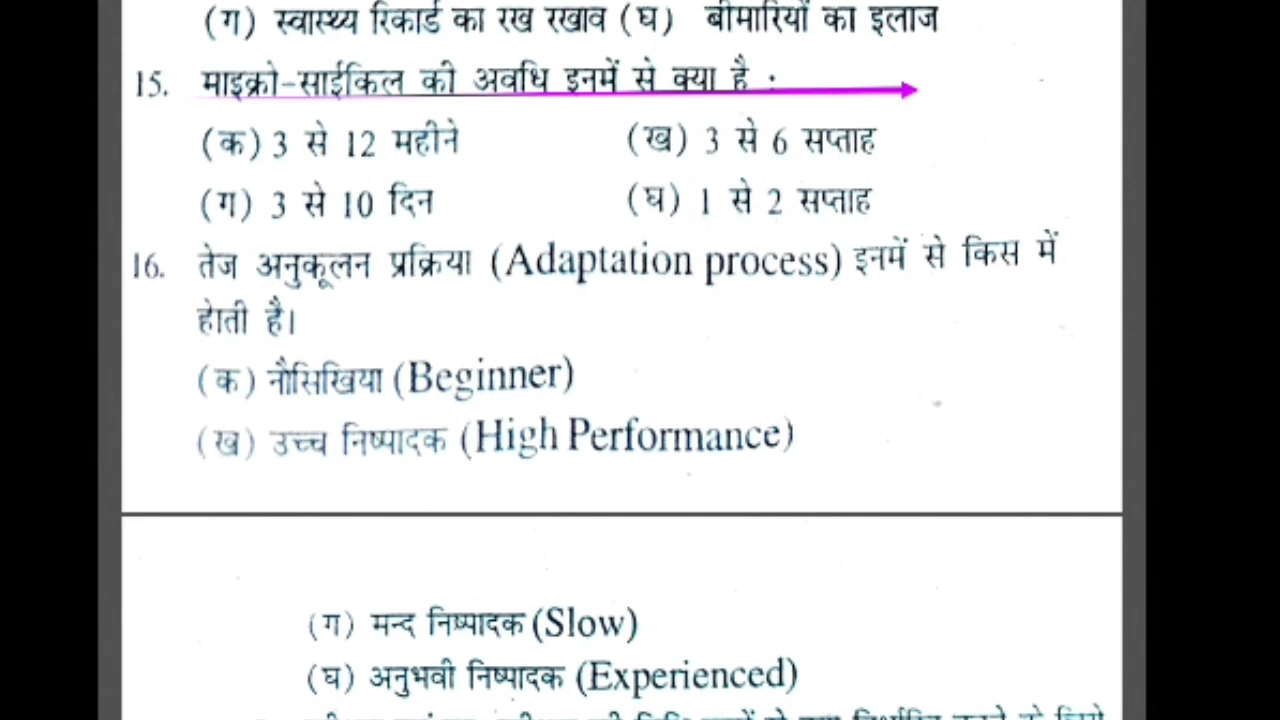 (ग) स्वास्थ्य रिकार्ड का रख रखाव (घ) बीमारियों का इलाज
15. माइक्रो-साईकिल की अवधि इनमें से क्या है :
(क) 3 से 12 महीने (ख) 3 से 6 सप्ताह
(ग) 3 से 10 दिन (घ) 1 से 2 सप्ताह
16. तेज अनुकूलन प्रक्रिया (Adaptation process) इनमें से किस में
हेाती है।
(क) नौसिखिया (Beginner)
(ख) उच्च निष्पादक (High Performance)
(ग) मन्द निष्पादक (Slow)
(घ) अनुभवी निष्पादक (Experienced)